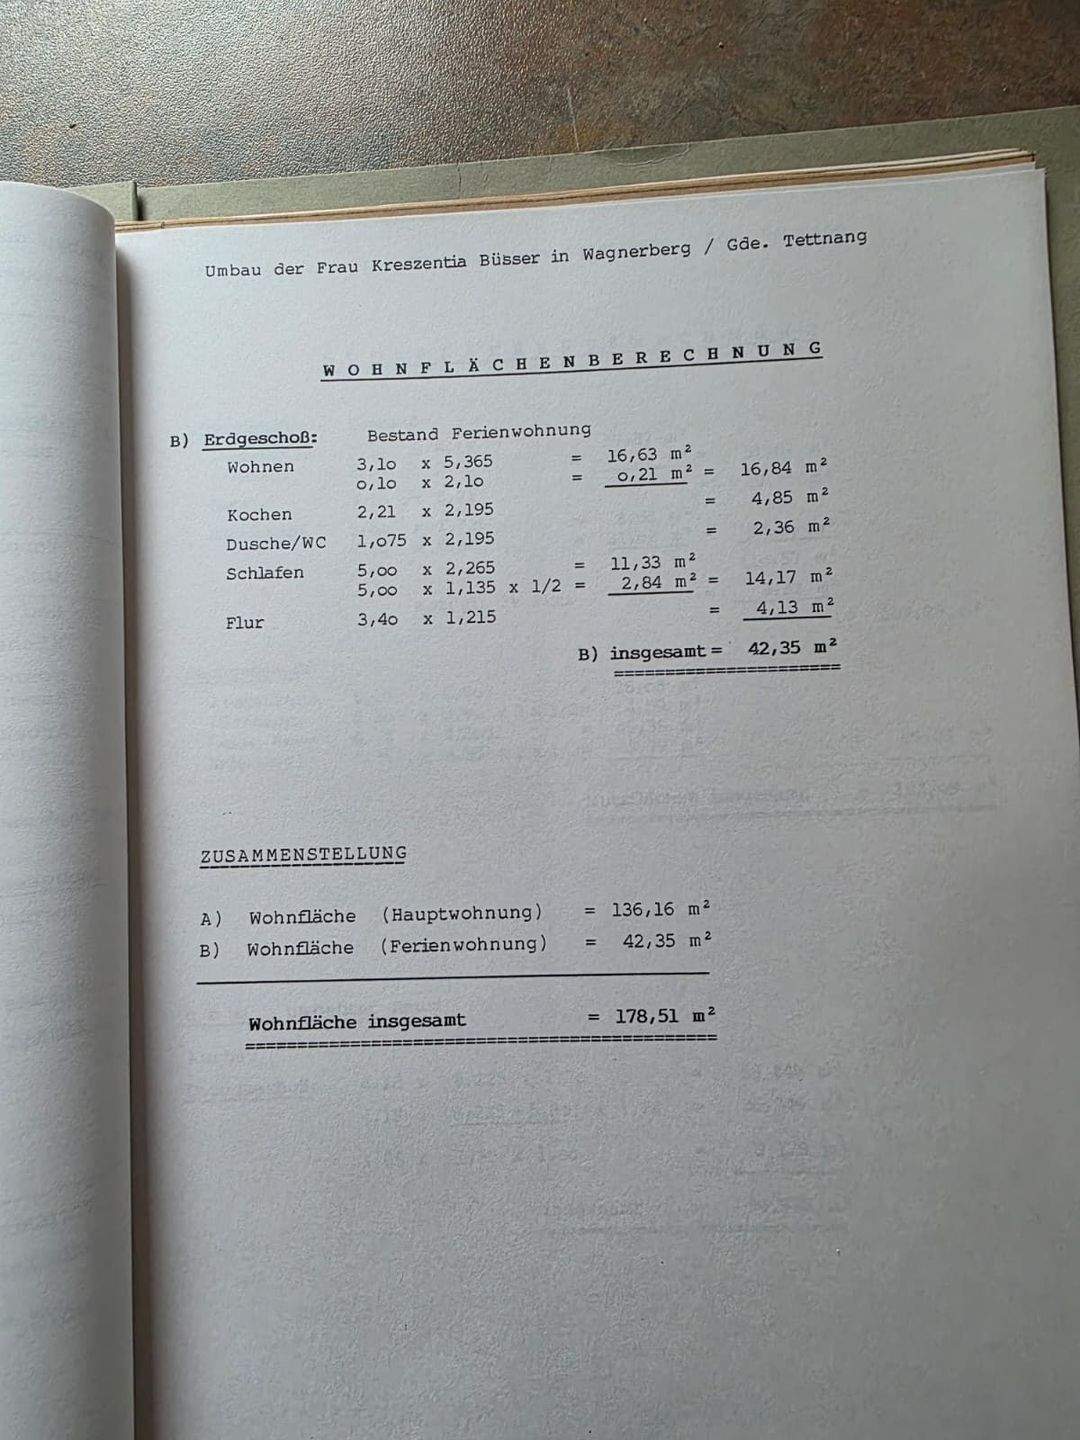 Umbau der Frau Kreszentia Büsser in Wagnerberg / Gde. Tettnang
WOHNFLÄCHENBERECHNUNG
B) Erdgeschoß: Bestand Ferienwohnung
Wohnen 3,1o x 5,365 = 16,63 m²
o,1o x 2,1o = o,21 m² = 16,84 m²
Kochen 2,21 x 2,195 = 4,85 m²
Dusche/WC 1,o75 x 2,195 = 2,36 m²
Schlafen 5,oo x 2,265 = 11,33 m²
5,oo x 1,135 x 1/2 = 2,84 m² = 14,17 m²
Flur 3,4o x 1,215 = 4,13 m²
B) insgesamt = 42,35 m²
ZUSAMMENSTELLUNG
A) Wohnfläche (Hauptwohnung) = 136,16 m²
B) Wohnfläche (Ferienwohnung) = 42,35 m²
Wohnfläche insgesamt = 178,51 m²